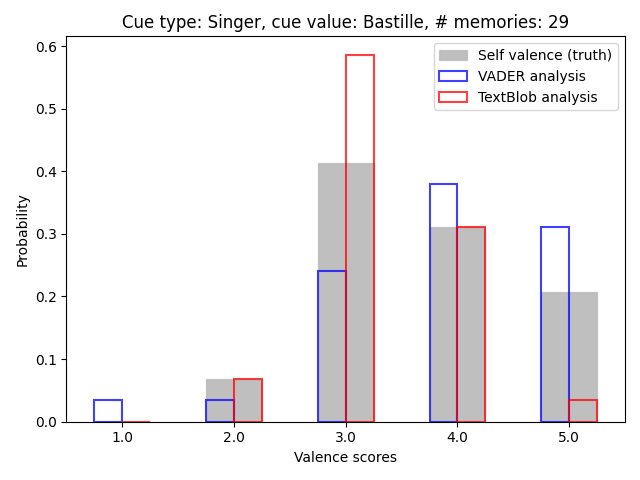 Cue type: Singer, cue value: Bastille, # memories: 29
Self valence (truth)
VADER analysis
TextBlob analysis
Probability
0.6
0.5
0.4
0.3
0.2
0.1
0.0
1.0 2.0 3.0 4.0 5.0
Valence scores